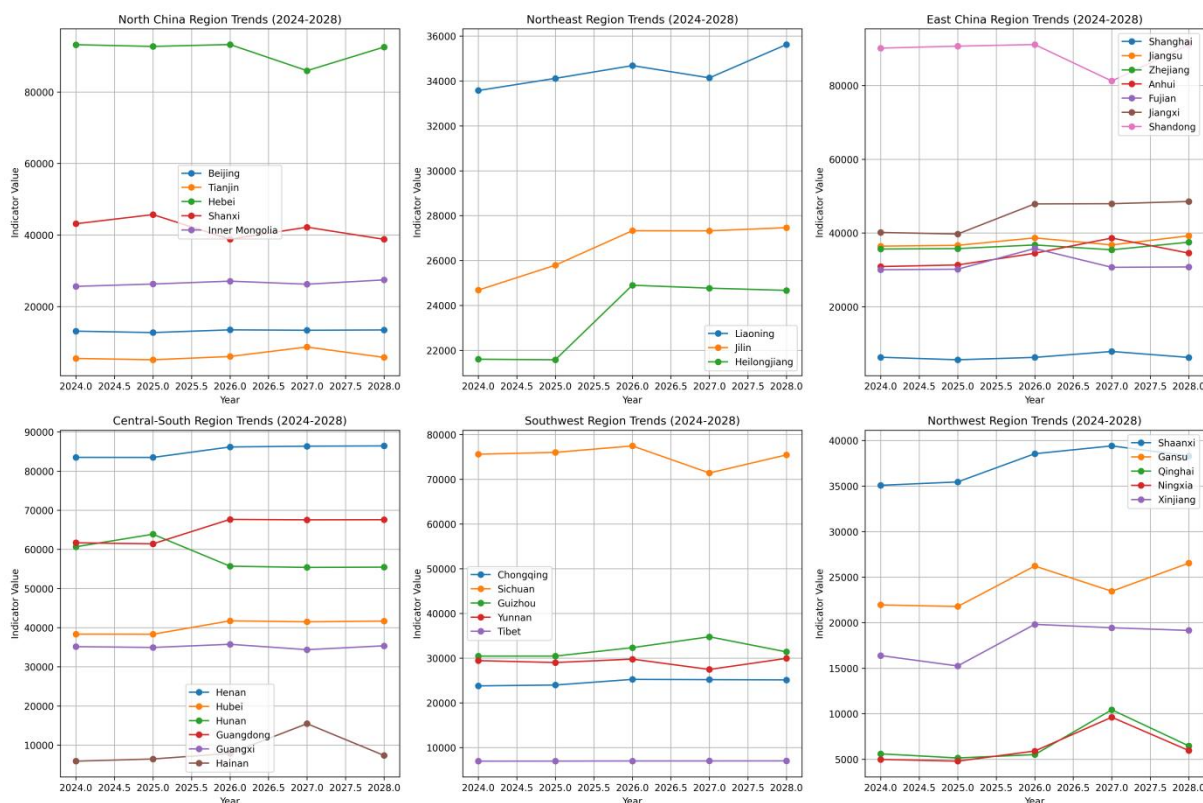 North China Region Trends (2024-2028)
Indicator Value
80000
60000
40000
20000
Beijing
Tianjin
Hebei
Shanxi
Inner Mongolia
2024.0 2024.5 2025.0 2025.5 2026.0 2026.5 2027.0 2027.5 2028.0
Year
Northeast Region Trends (2024-2028)
Indicator Value
36000
34000
32000
30000
28000
26000
24000
22000
Liaoning
Jilin
Heilongjiang
2024.0 2024.5 2025.0 2025.5 2026.0 2026.5 2027.0 2027.5 2028.0
Year
East China Region Trends (2024-2028)
Indicator Value
80000
60000
40000
20000
Shanghai
Jiangsu
Zhejiang
Anhui
Fujian
Jiangxi
Shandong
2024.0 2024.5 2025.0 2025.5 2026.0 2026.5 2027.0 2027.5 2028.0
Year
Central-South Region Trends (2024-2028)
Indicator Value
90000
80000
70000
60000
50000
40000
30000
20000
10000
Henan
Hubei
Hunan
Guangdong
Guangxi
Hainan
2024.0 2024.5 2025.0 2025.5 2026.0 2026.5 2027.0 2027.5 2028.0
Year
Southwest Region Trends (2024-2028)
Indicator Value
80000
70000
60000
50000
40000
30000
20000
10000
Chongqing
Sichuan
Guizhou
Yunnan
Tibet
2024.0 2024.5 2025.0 2025.5 2026.0 2026.5 2027.0 2027.5 2028.0
Year
Northwest Region Trends (2024-2028)
Indicator Value
40000
35000
30000
25000
20000
15000
10000
5000
Shaanxi
Gansu
Qinghai
Ningxia
Xinjiang
2024.0 2024.5 2025.0 2025.5 2026.0 2026.5 2027.0 2027.5 2028.0
Year